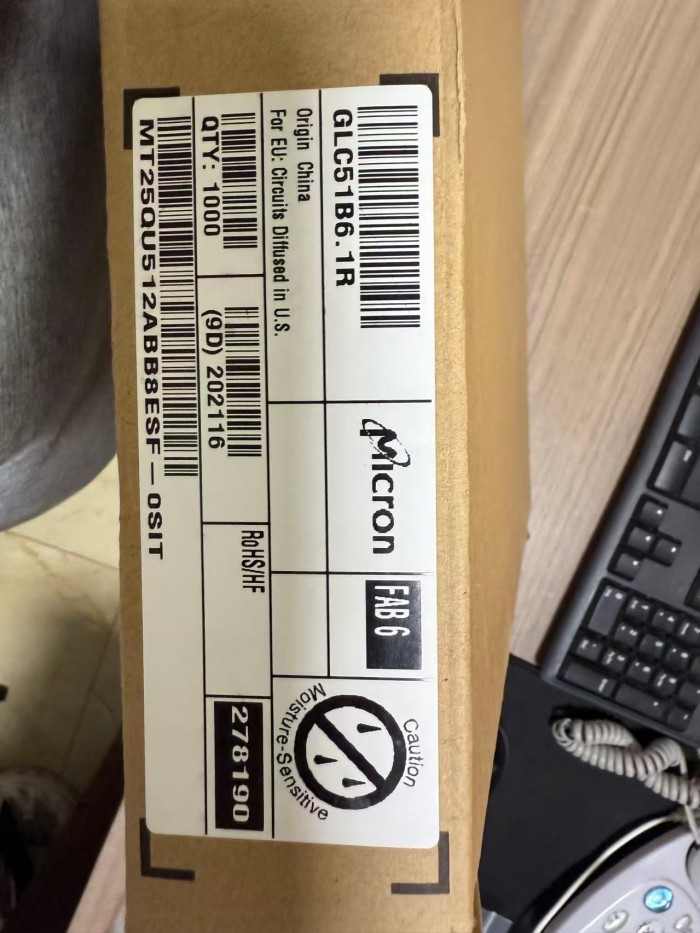 GLC51B6.1R
Micron
FAB 6
Origin China
For EU: Circuits Diffused in U.S.
Caution
Moisture-Sensitive
QTY: 1000
(9D) 202116
RoHS/HF
278190
MT25QU512ABB8ESF-0SIT